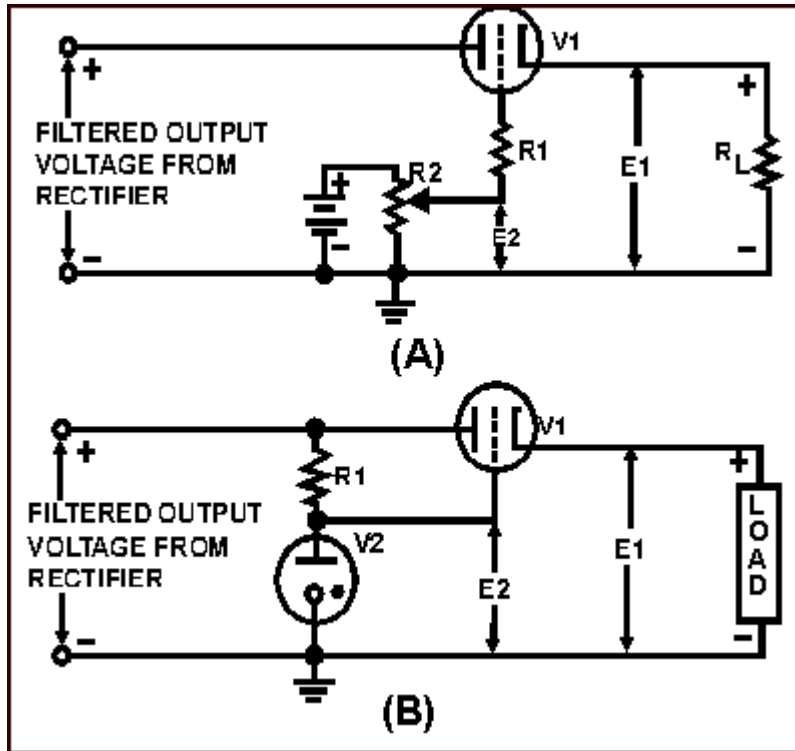 V1
+
FILTERED OUTPUT
VOLTAGE FROM
RECTIFIER
R1
R2
+
E1
+
RL
E2
-
-
-
(A)
V1
+
R1
+
FILTERED OUTPUT
VOLTAGE FROM
RECTIFIER
V2
E2
E1
LOAD
-
-
(B)